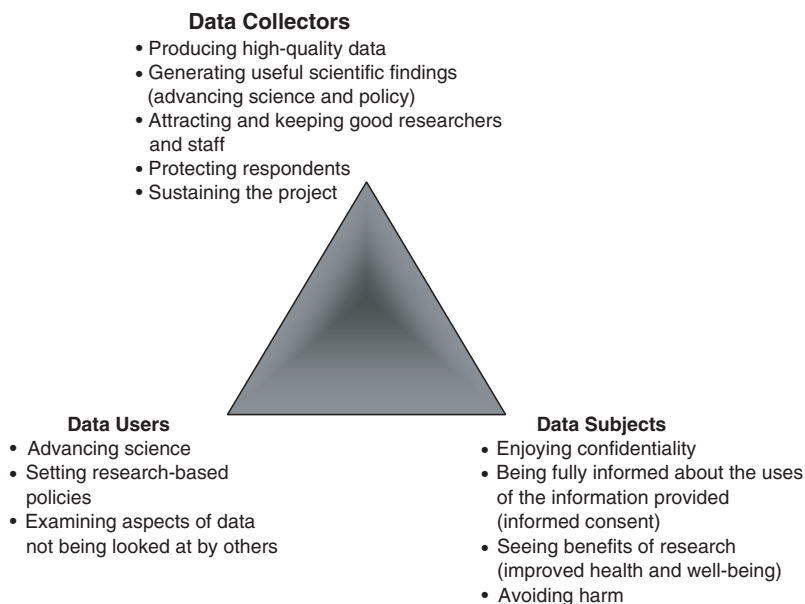 Data Collectors
• Producing high-quality data
• Generating useful scientific findings
(advancing science and policy)
• Attracting and keeping good researchers
and staff
• Protecting respondents
• Sustaining the project
Data Users
• Advancing science
• Setting research-based
policies
• Examining aspects of data
not being looked at by others
Data Subjects
• Enjoying confidentiality
• Being fully informed about the uses
of the information provided
(informed consent)
• Seeing benefits of research
(improved health and well-being)
• Avoiding harm